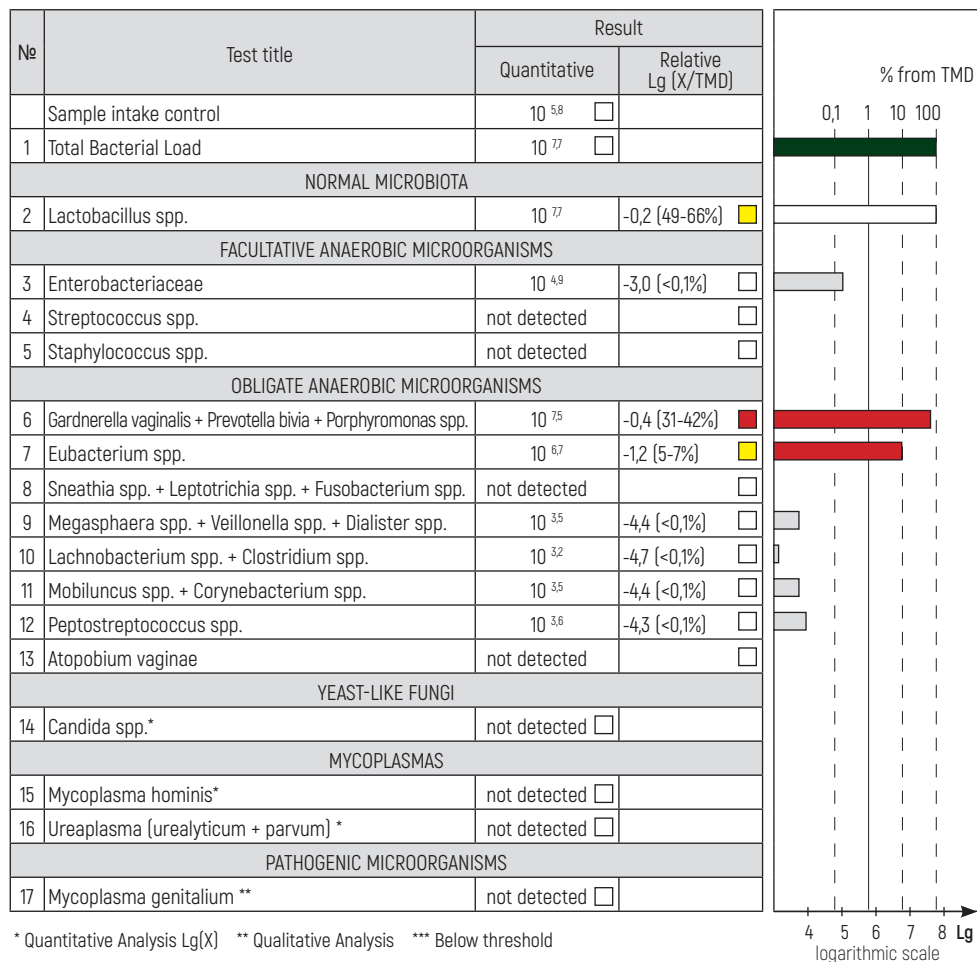 № Test title Result
Quantitative Relative Lg (X/TMD)
% from TMD
0,1 1 10 100
Sample intake control 10 5,8
1 Total Bacterial Load 10 7,7
NORMAL MICROBIOTA
2 Lactobacillus spp. 10 7,7 -0,2 (49-66%)
FACULTATIVE ANAEROBIC MICROORGANISMS
3 Enterobacteriaceae 10 4,9 -3,0 (<0,1%)
4 Streptococcus spp. not detected
5 Staphylococcus spp. not detected
OBLIGATE ANAEROBIC MICROORGANISMS
6 Gardnerella vaginalis + Prevotella bivia + Porphyromonas spp. 10 7,5 -0,4 (31-42%)
7 Eubacterium spp. 10 6,7 -1,2 (5-7%)
8 Sneathia spp. + Leptotrichia spp. + Fusobacterium spp. not detected
9 Megasphaera spp. + Veillonella spp. + Dialister spp. 10 3,5 -4,4 (<0,1%)
10 Lachnobacterium spp. + Clostridium spp. 10 3,2 -4,7 (<0,1%)
11 Mobiluncus spp. + Corynebacterium spp. 10 3,5 -4,4 (<0,1%)
12 Peptostreptococcus spp. 10 3,6 -4,3 (<0,1%)
13 Atopobium vaginae not detected
YEAST-LIKE FUNGI
14 Candida spp.* not detected
MYCOPLASMAS
15 Mycoplasma hominis* not detected
16 Ureaplasma (urealyticum + parvum) * not detected
PATHOGENIC MICROORGANISMS
17 Mycoplasma genitalium ** not detected
* Quantitative Analysis Lg(X) ** Qualitative Analysis *** Below threshold
4 5 6 7 8 Lg
logarithmic scale